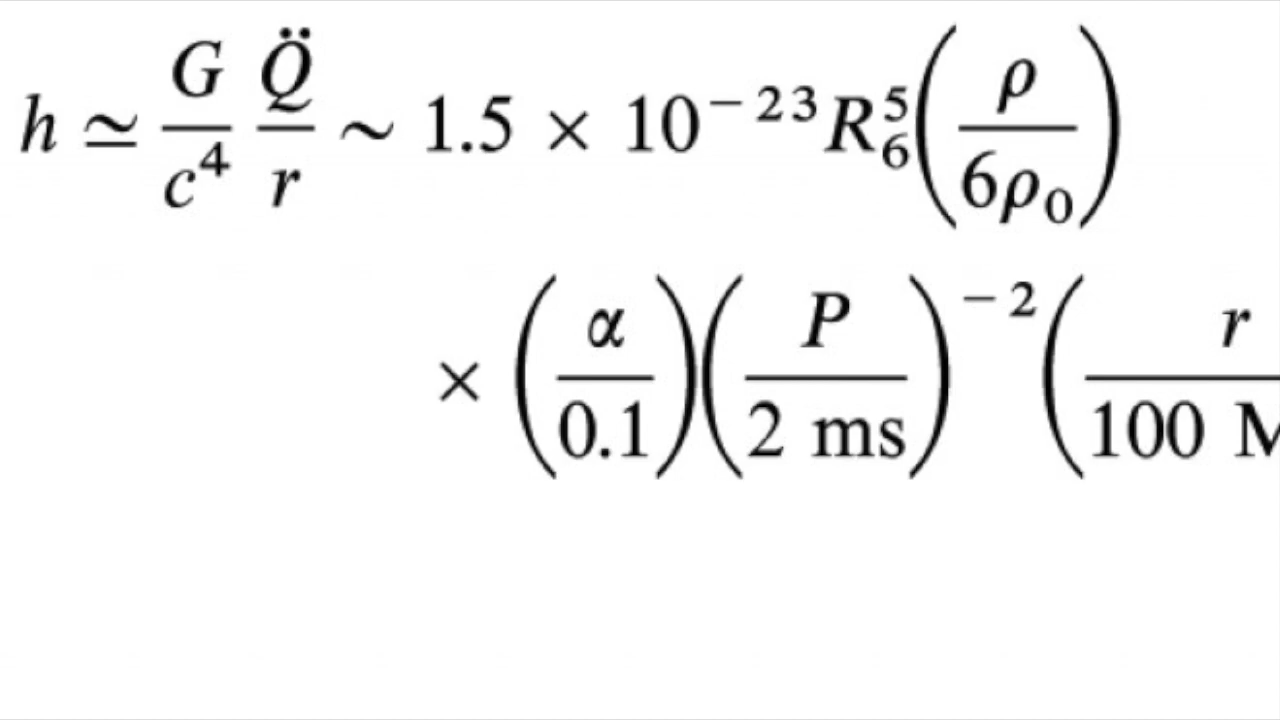 h ≃ G/c⁴ Q̈/r ∼ 1.5 × 10⁻²³ R₆⁵ (ρ/6ρ₀)
× (α/0.1)(P/2 ms)⁻² (r/100 M